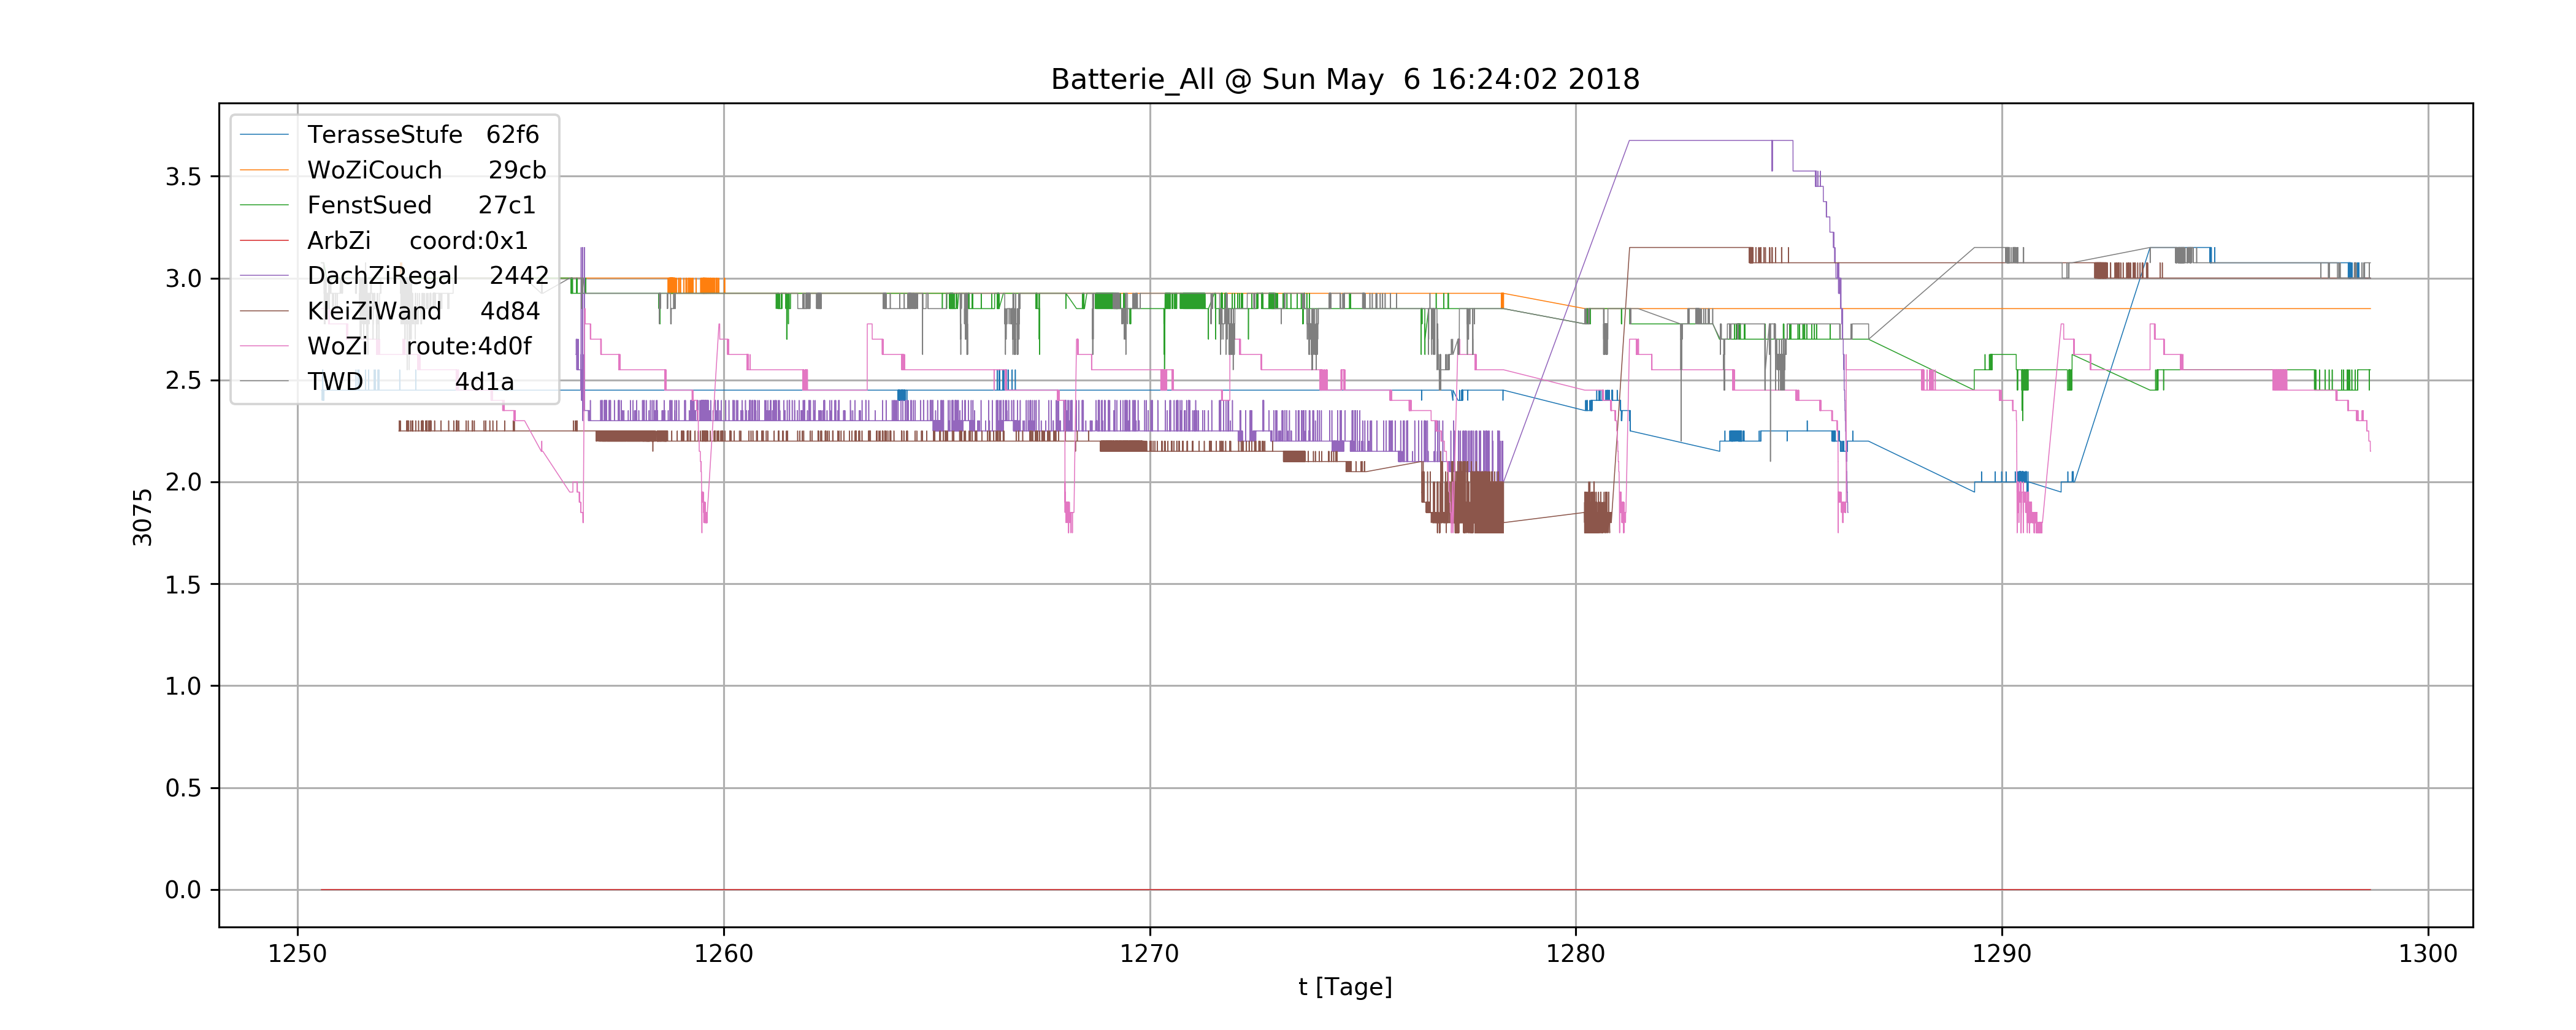 Batterie_All @ Sun May  6 16:24:02 2018
TerasseStufe   62f6
WoZiCouch      29cb
FenstSued      27c1
ArbZi     coord:0x1
DachZiRegal    2442
KleiZiWand     4d84
WoZi     route:4d0f
TWD            4d1a
3.5
3.0
2.5
2.0
1.5
1.0
0.5
0.0
3075
1250 1260 1270 1280 1290 1300
t [Tage]